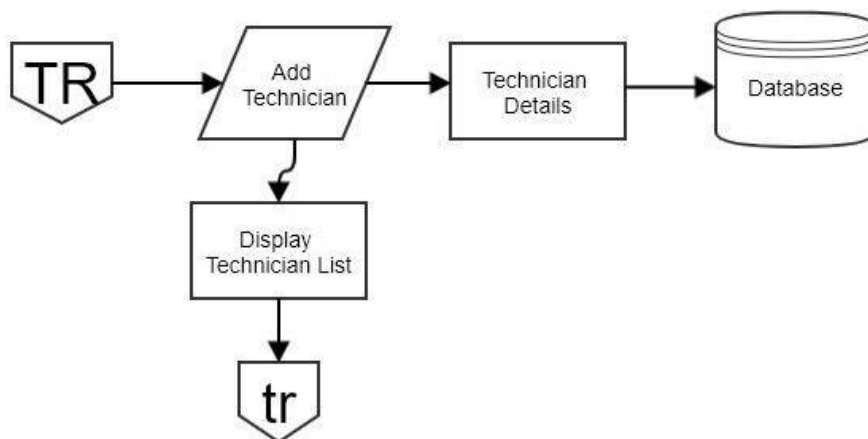 TR
Add
Technician
Technician
Details
Database
Display
Technician List
tr